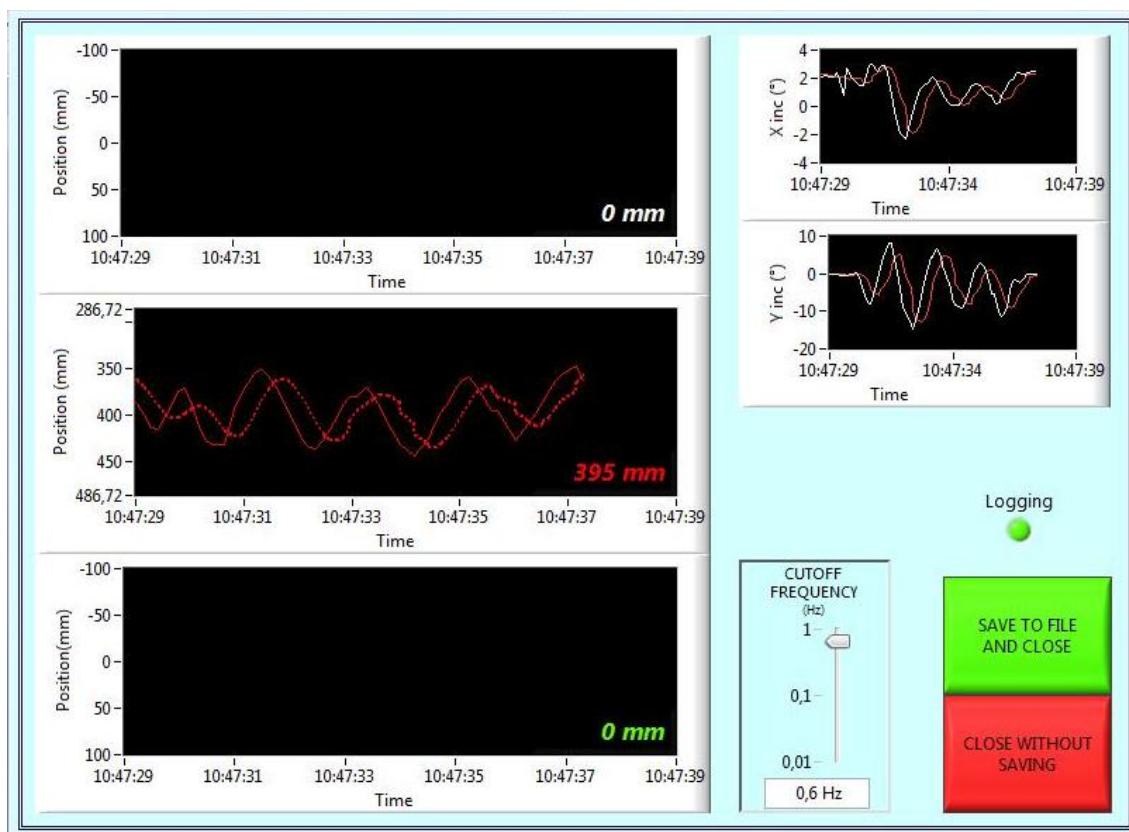 -100
-50
0
50
100
Position (mm)
0 mm
10:47:29 10:47:31 10:47:33 10:47:35 10:47:37 10:47:39
Time
286,72
350
400
450
486,72
Position (mm)
395 mm
10:47:29 10:47:31 10:47:33 10:47:35 10:47:37 10:47:39
Time
-100
-50
0
50
100
Position(mm)
0 mm
10:47:29 10:47:31 10:47:33 10:47:35 10:47:37 10:47:39
Time
4
2
0
-2
-4
X inc (°)
10:47:29 10:47:34 10:47:39
Time
10
0
-10
-20
Y inc (°)
10:47:29 10:47:34 10:47:39
Time
Logging
CUTOFF
FREQUENCY
(Hz)
1
0,1
0,01
0,6 Hz
SAVE TO FILE
AND CLOSE
CLOSE WITHOUT
SAVING